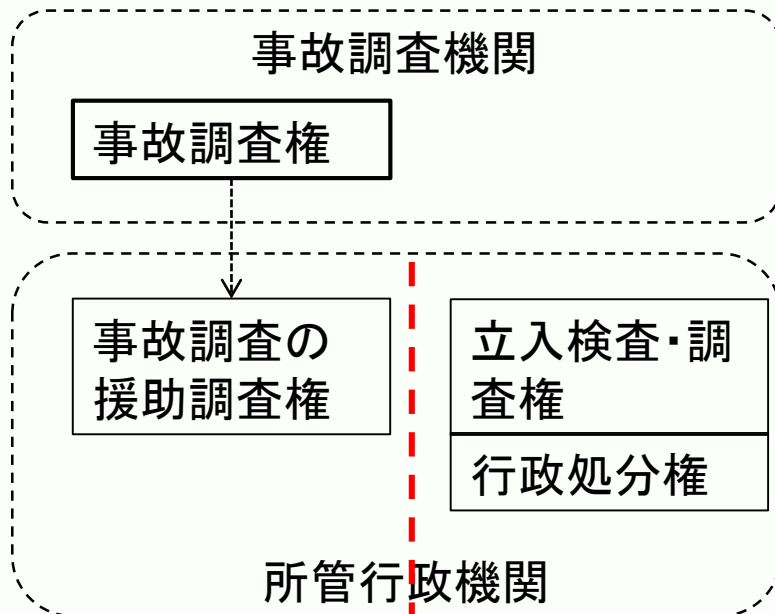 事故調査機関
事故調査権
事故調査の
援助調査権
立入検査・調
査権
行政処分権
所管行政機関